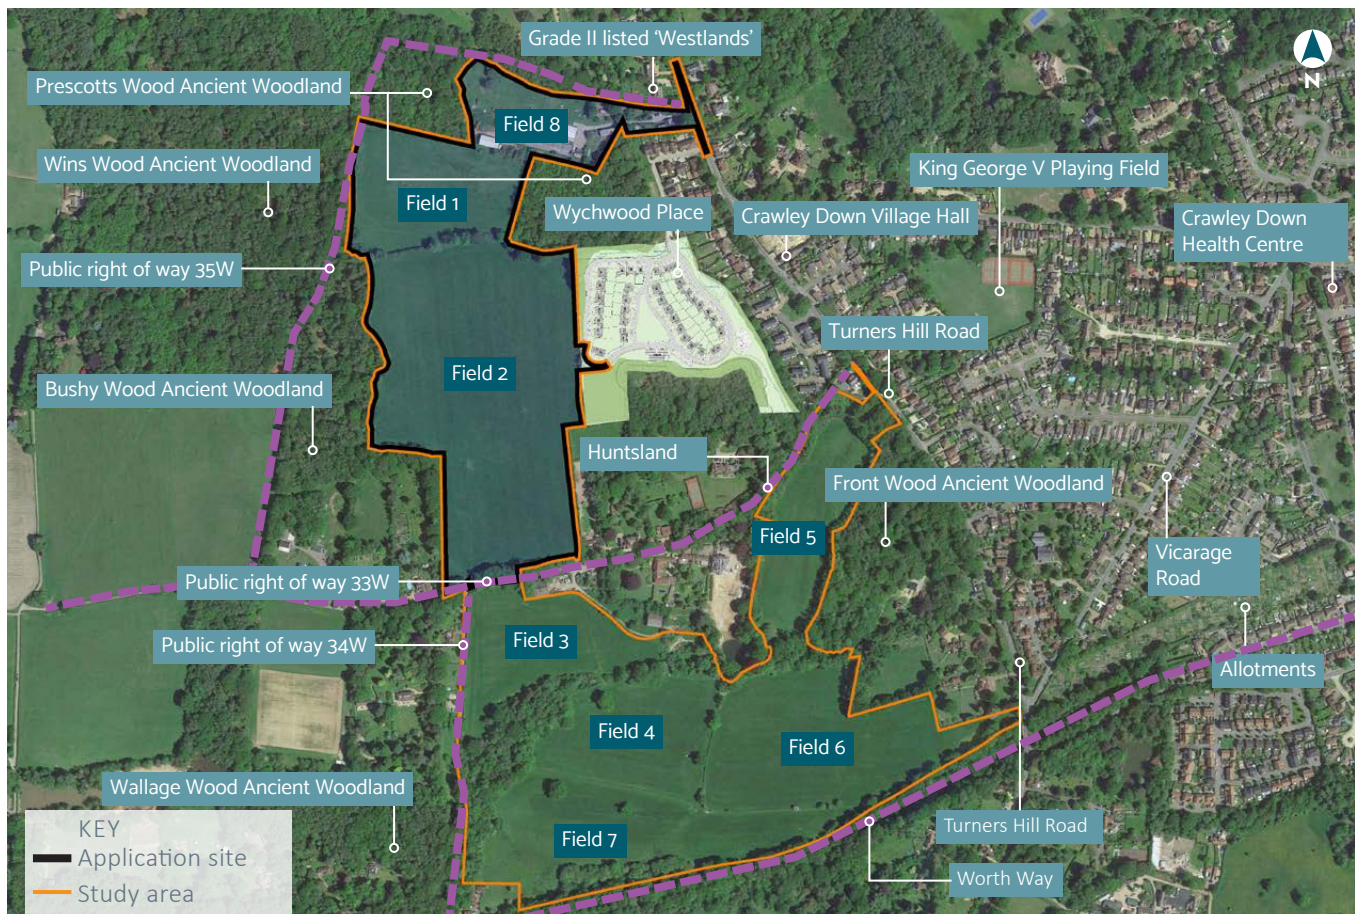 Grade II listed ‘Westlands’
N
Prescotts Wood Ancient Woodland
Field 8
Wins Wood Ancient Woodland
King George V Playing Field
Field 1
Wychwood Place
Crawley Down Village Hall
Crawley Down
Health Centre
Public right of way 35W
Turners Hill Road
Field 2
Bushy Wood Ancient Woodland
Huntsland
Front Wood Ancient Woodland
Field 5
Vicarage
Road
Public right of way 33W
Public right of way 34W
Field 3
Allotments
Field 4
Field 6
Wallage Wood Ancient Woodland
Field 7
Turners Hill Road
Worth Way
KEY
Application site
Study area